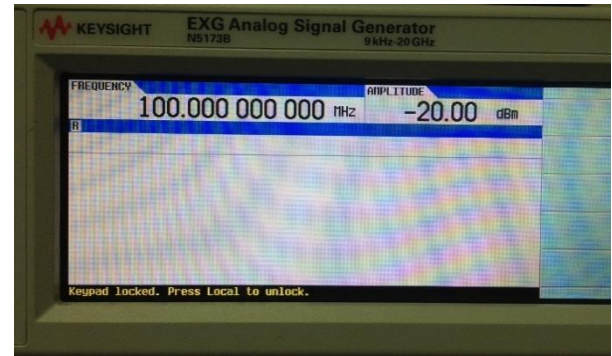 KEYSIGHT EXG Analog Signal Generator
N5173B 9 kHz-20 GHz
FREQUENCY AMPLITUDE
100.000 000 000 MHz -20.00 dBm
R
Keypad locked. Press Local to unlock.